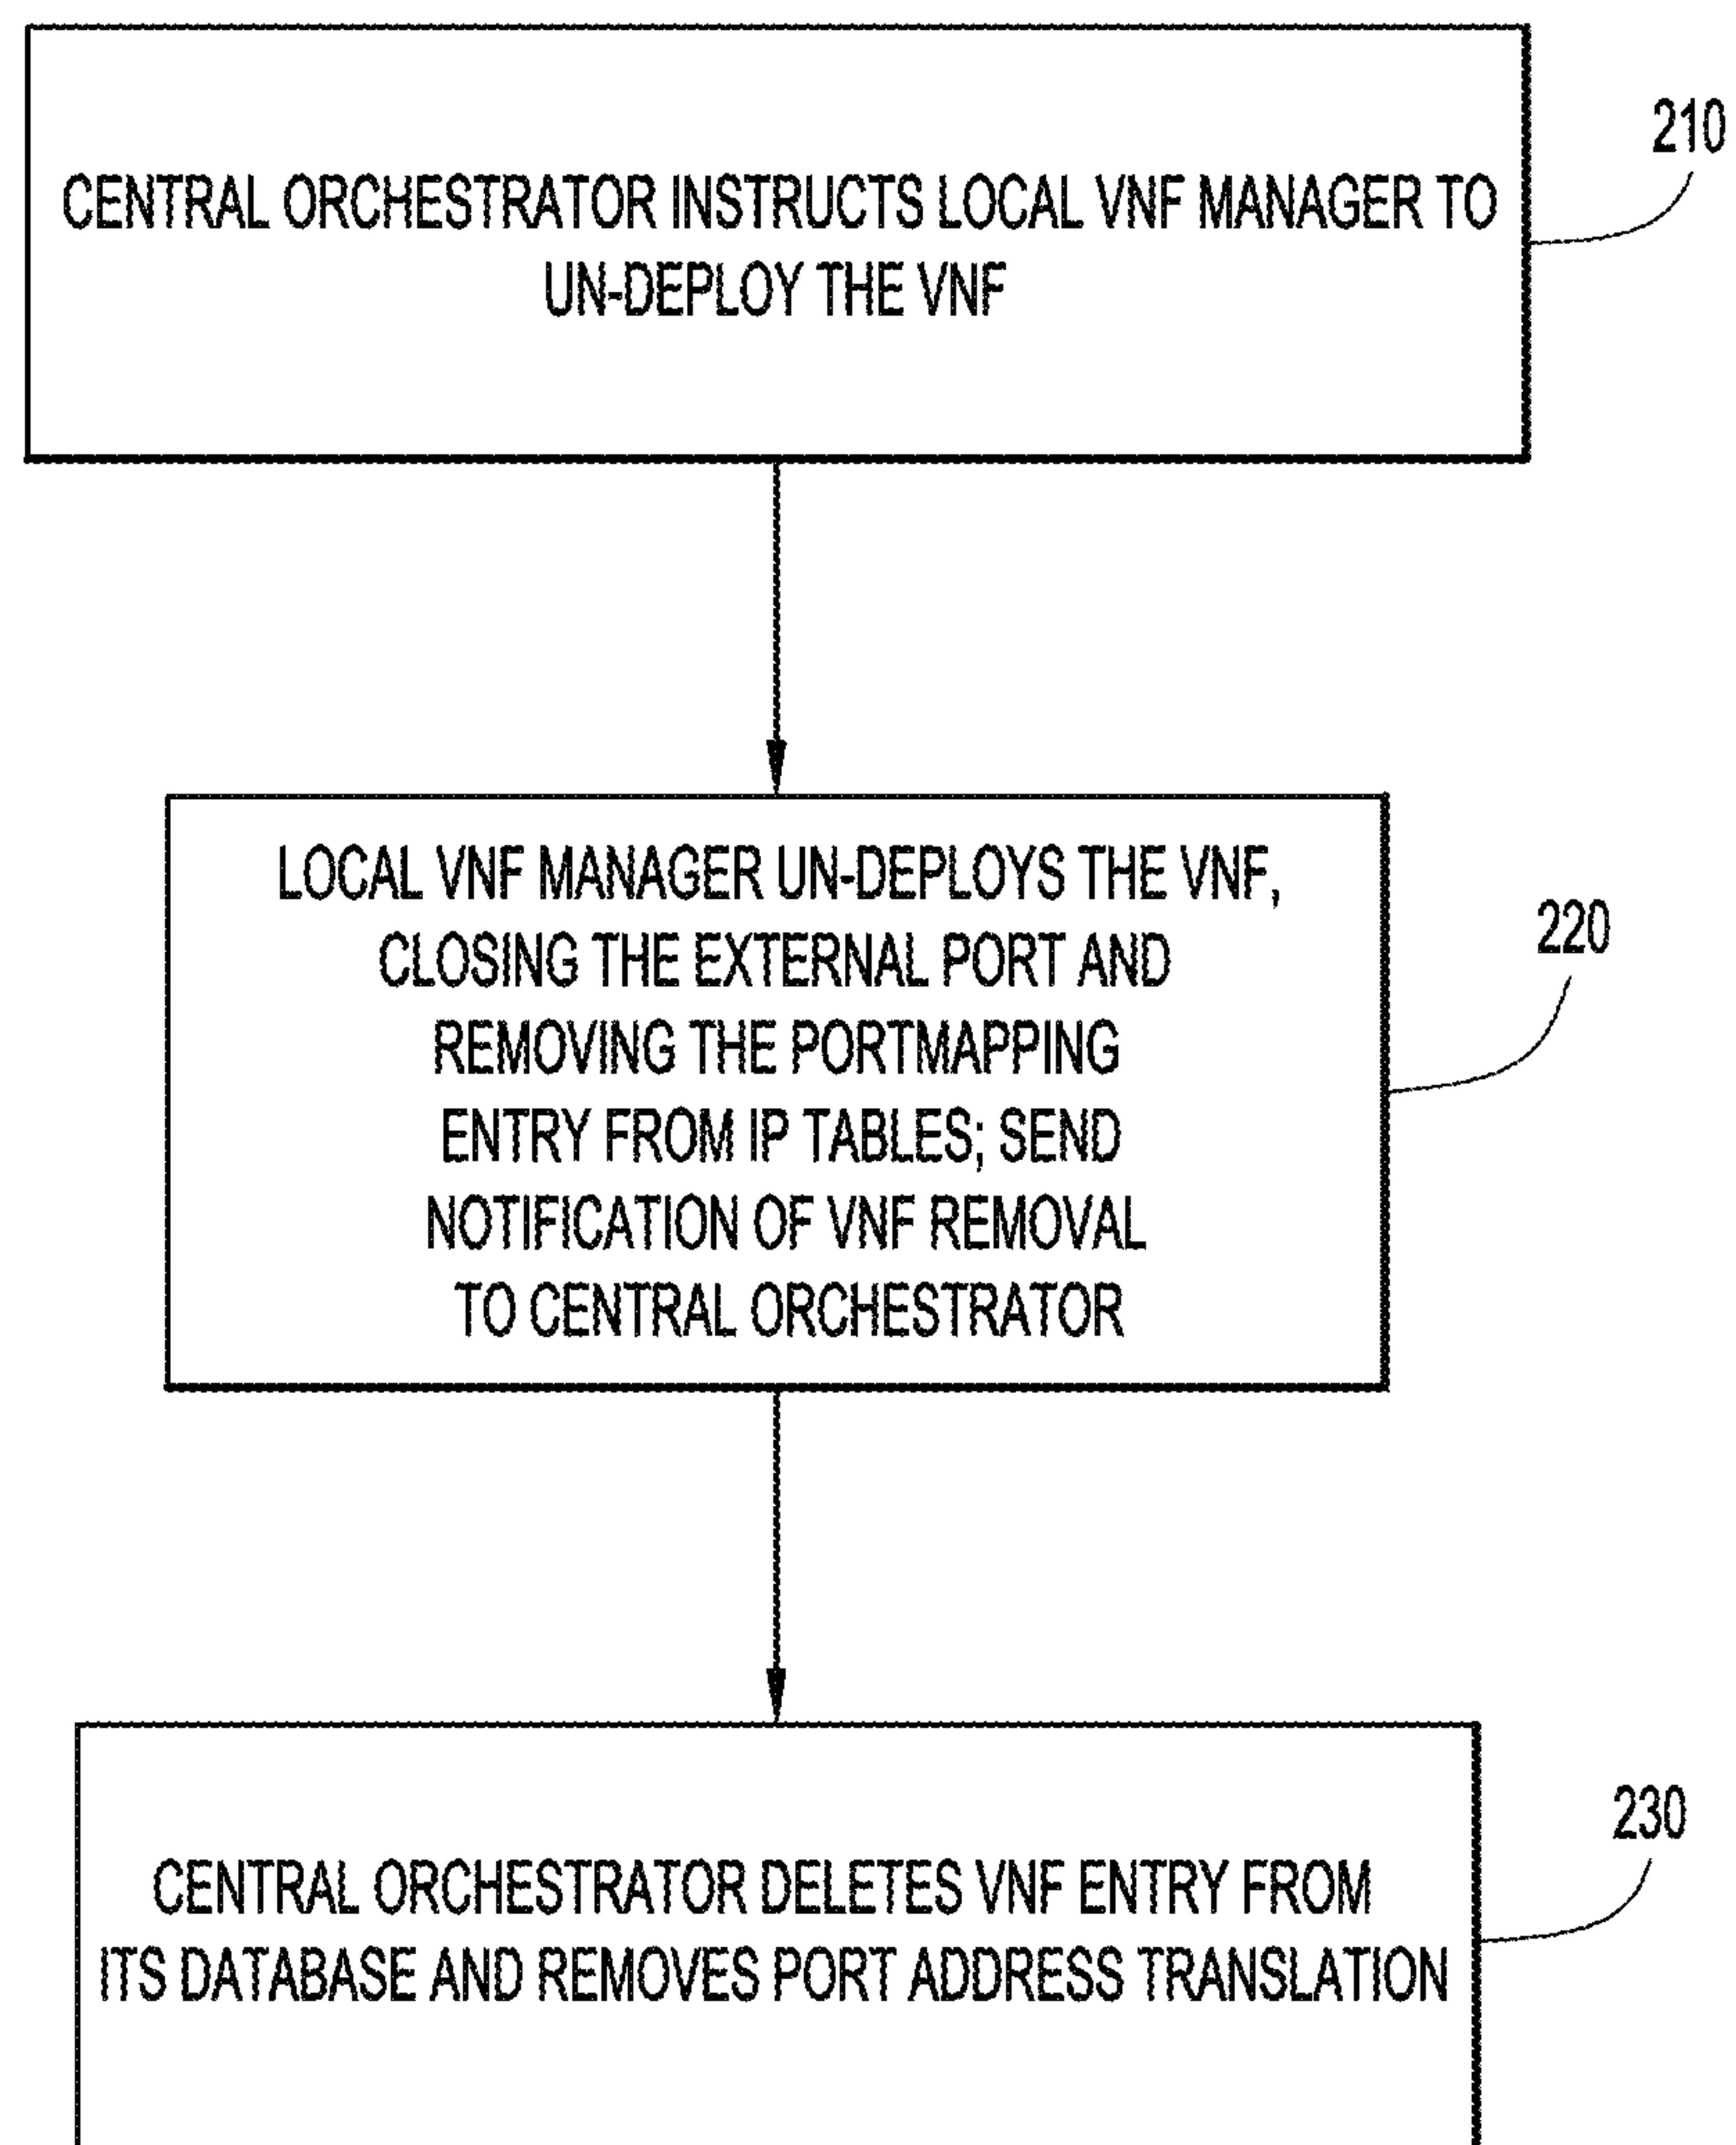 210
CENTRAL ORCHESTRATOR INSTRUCTS LOCAL VNF MANAGER TO
UN-DEPLOY THE VNF
LOCAL VNF MANAGER UN-DEPLOYS THE VNF,
CLOSING THE EXTERNAL PORT AND
REMOVING THE PORTMAPPING
ENTRY FROM IP TABLES; SEND
NOTIFICATION OF VNF REMOVAL
TO CENTRAL ORCHESTRATOR
220
CENTRAL ORCHESTRATOR DELETES VNF ENTRY FROM
ITS DATABASE AND REMOVES PORT ADDRESS TRANSLATION
230